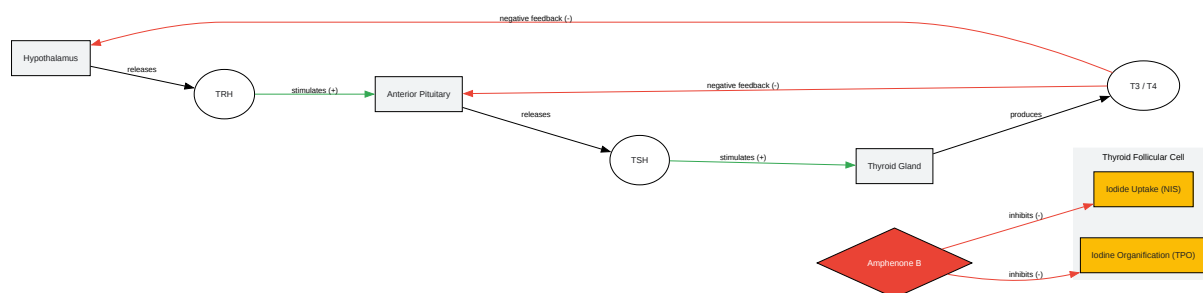 negative feedback (-)
Hypothalamus
releases
TRH
stimulates (+)
Anterior Pituitary
negative feedback (-)
T3 / T4
releases
produces
TSH
stimulates (+)
Thyroid Gland
Thyroid Follicular Cell
Iodide Uptake (NIS)
inhibits (-)
Amphenone B
Iodine Organification (TPO)
inhibits (-)